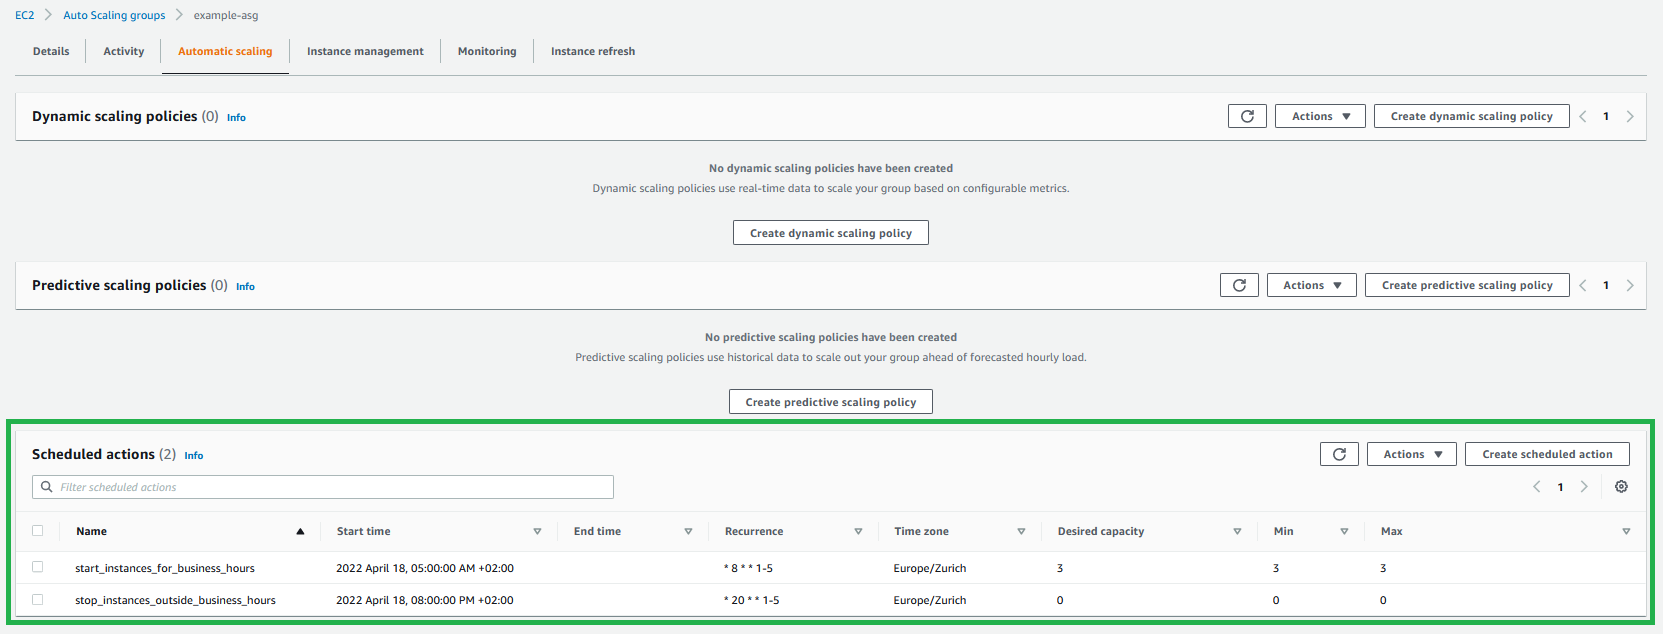 EC2 > Auto Scaling groups > example-asg
Details Activity Automatic scaling Instance management Monitoring Instance refresh
Dynamic scaling policies (0) Info Actions Create dynamic scaling policy 1
No dynamic scaling policies have been created
Dynamic scaling policies use real-time data to scale your group based on configurable metrics.
Create dynamic scaling policy
Predictive scaling policies (0) Info Actions Create predictive scaling policy 1
No predictive scaling policies have been created
Predictive scaling policies use historical data to scale out your group ahead of forecasted hourly load.
Create predictive scaling policy
Scheduled actions (2) Info Actions Create scheduled action
Filter scheduled actions 1
Name Start time End time Recurrence Time zone Desired capacity Min Max
start_instances_for_business_hours 2022 April 18, 05:00:00 AM +02:00 * 8 * * 1-5 Europe/Zurich 3 3 3
stop_instances_outside_business_hours 2022 April 18, 08:00:00 PM +02:00 * 20 * * 1-5 Europe/Zurich 0 0 0